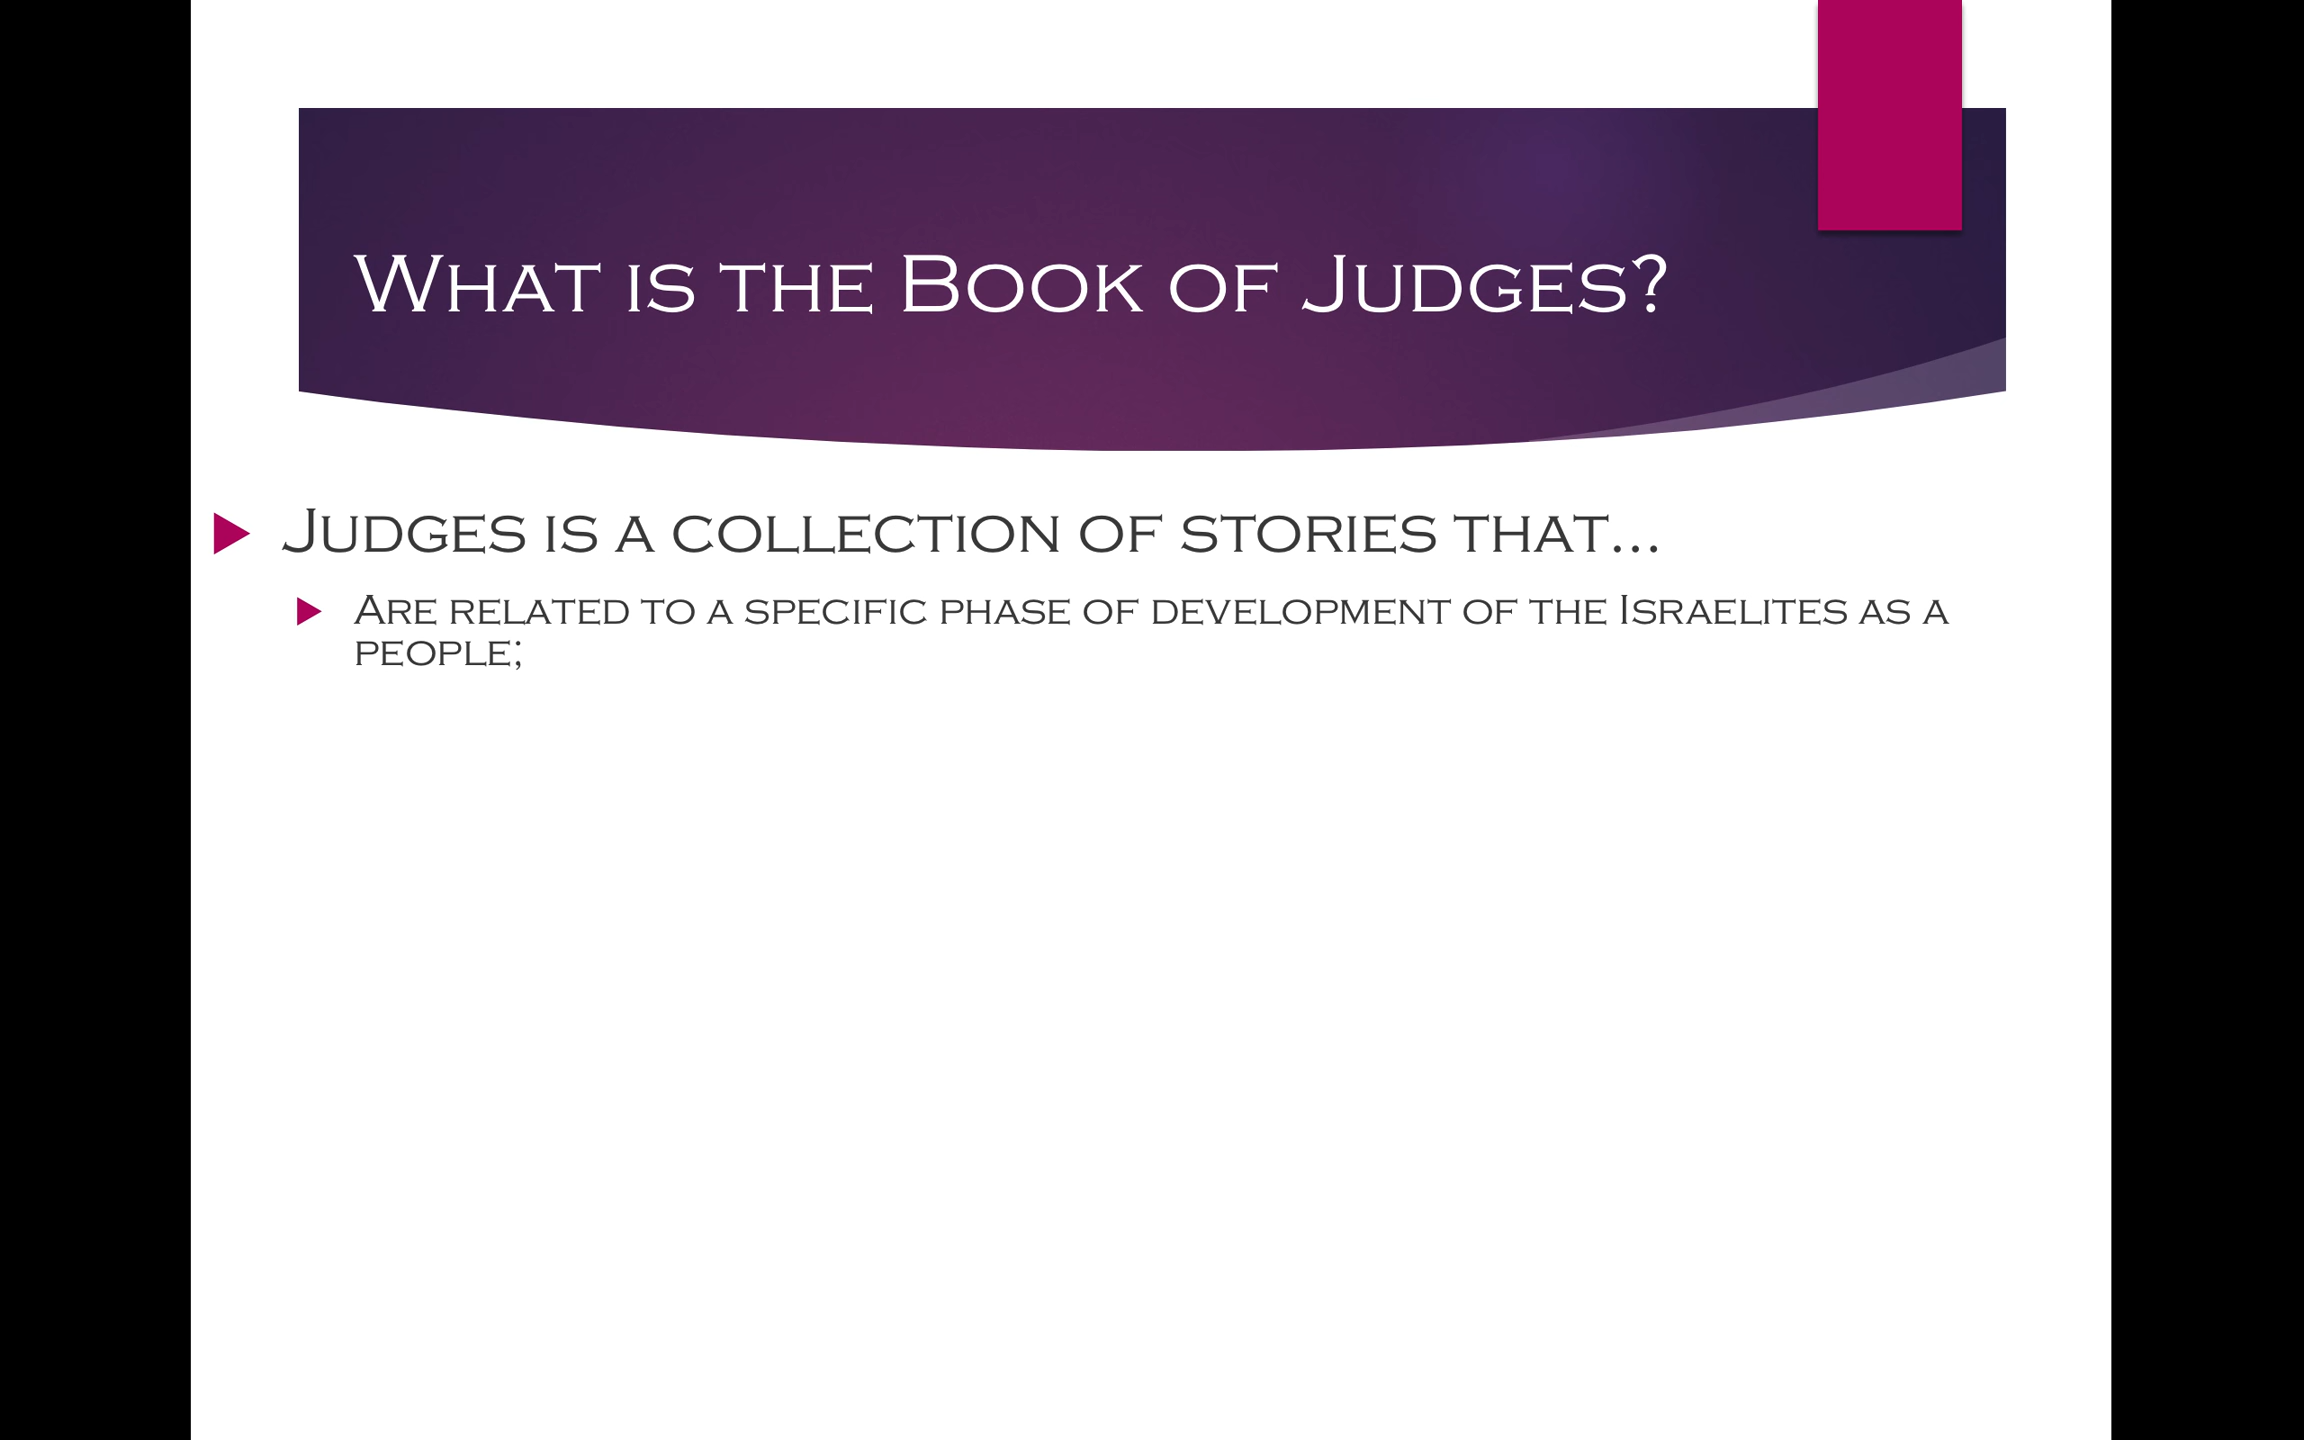 What is the Book of Judges?
Judges is a collection of stories that…
Are related to a specific phase of development of the Israelites as a
people;